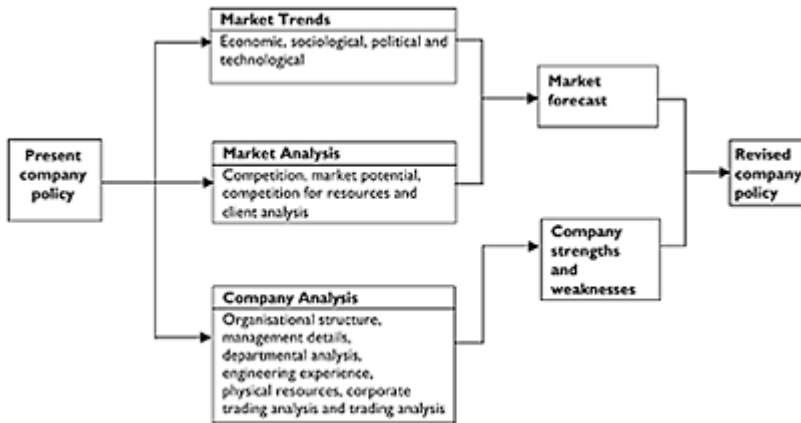 Market Trends
Economic, sociological, political and
technological
Market
forecast
Present
company
policy
Market Analysis
Competition, market potential,
competition for resources and
client analysis
Revised
company
policy
Company
strengths
and
weaknesses
Company Analysis
Organisational structure,
management details,
departmental analysis,
engineering experience,
physical resources, corporate
trading analysis and trading analysis